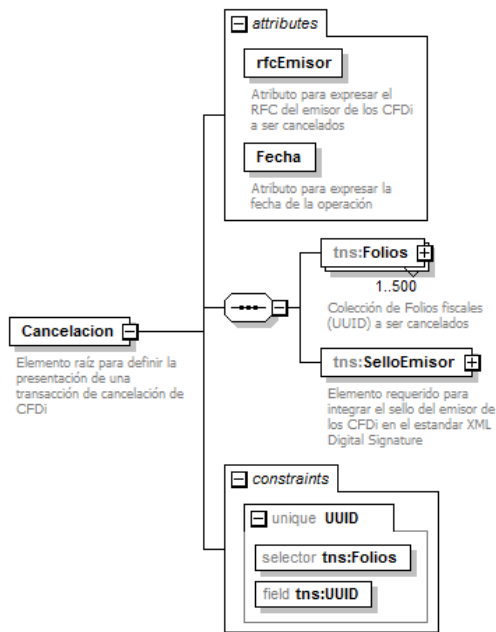 attributes
rfcEmisor
Atributo para expresar el
RFC del emisor de los CFDi
a ser cancelados
Fecha
Atributo para expresar la
fecha de la operación
Cancelacion
Elemento raíz para definir la
presentación de una
transacción de cancelación de
CFDi
tns:Folios
1..500
Colección de Folios fiscales
(UUID) a ser cancelados
tns:SelloEmisor
Elemento requerido para
integrar el sello del emisor de
los CFDi en el estandar XML
Digital Signature
constraints
unique UUID
selector tns:Folios
field tns:UUID